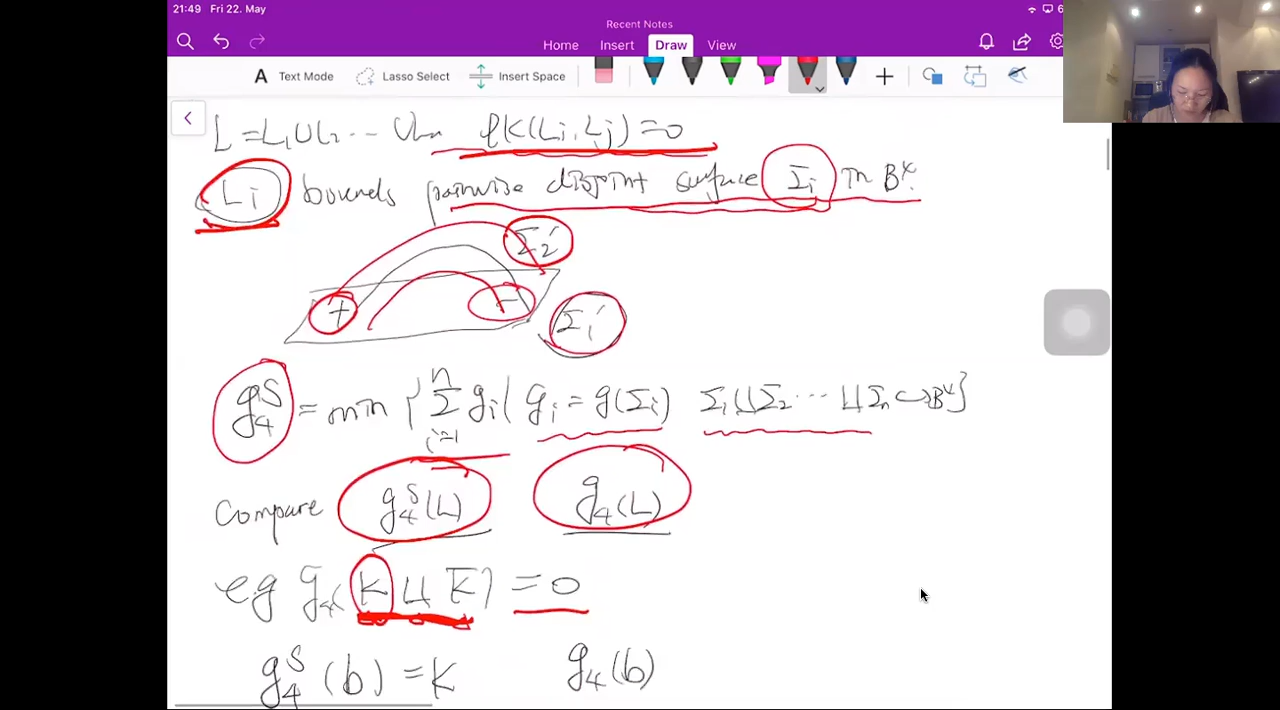 21:49 Fri 22. May
Recent Notes
Home Insert Draw View
A Text Mode Lasso Select Insert Space
L = L₁ ∪ L₂ ... ∪ Ln lk(Li, Lj) = 0
Li bounds pairwise disjoint surface Σi in B⁴.
Σ₂'
+ - Σ₁'
g₄ˢ = min { Σⁿᵢ₌₁ gi | gi = g(Σi) Σ₁ ⊔ Σ₂ ... ⊔ Σn ↪ B⁴ }
Compare g₄ˢ(L) g₄(L)
e.g g₄(K ⊔ K̄) = 0
g₄ˢ(b) = K g₄(b)